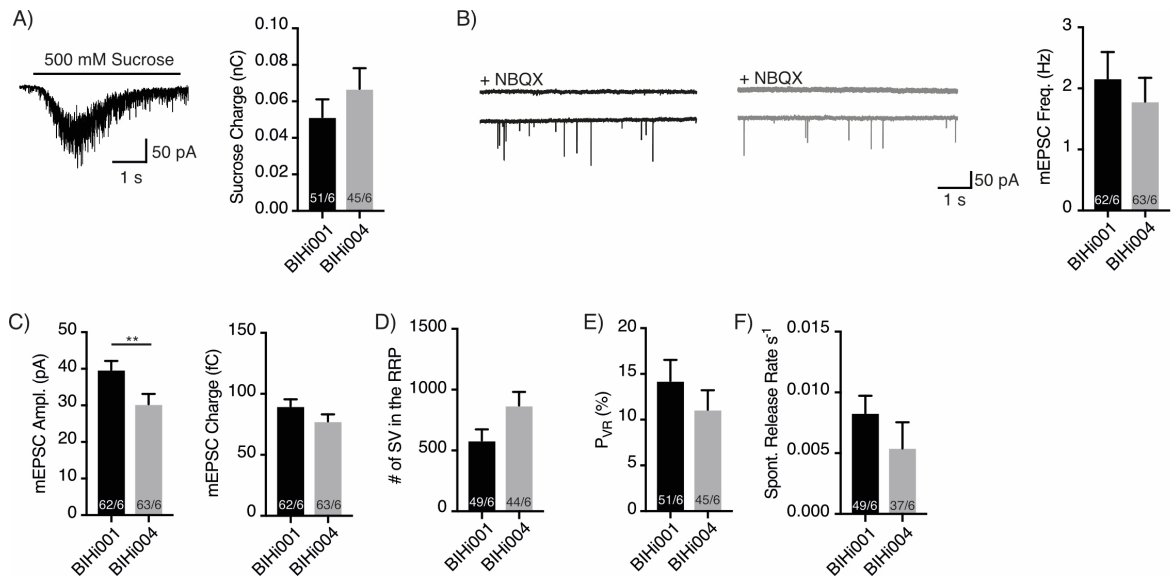 A)
500 mM Sucrose
50 pA
1 s
Sucrose Charge (nC)
0.10
0.08
0.06
0.04
0.02
0.00
51/6
45/6
BIHi001
BIHi004
B)
+ NBQX
+ NBQX
50 pA
1 s
mEPSC Freq. (Hz)
3
2
1
0
62/6
63/6
BIHi001
BIHi004
C)
mEPSC Ampl. (pA)
50
40
30
20
10
0
**
62/6
63/6
BIHi001
BIHi004
mEPSC Charge (fC)
150
100
50
0
62/6
63/6
BIHi001
BIHi004
D)
# of SV in the RRP
1500
1000
500
0
49/6
44/6
BIHi001
BIHi004
E)
PVR (%)
20
15
10
5
0
51/6
45/6
BIHi001
BIHi004
F)
Spont. Release Rate s-1
0.015
0.010
0.005
0.000
49/6
37/6
BIHi001
BIHi004